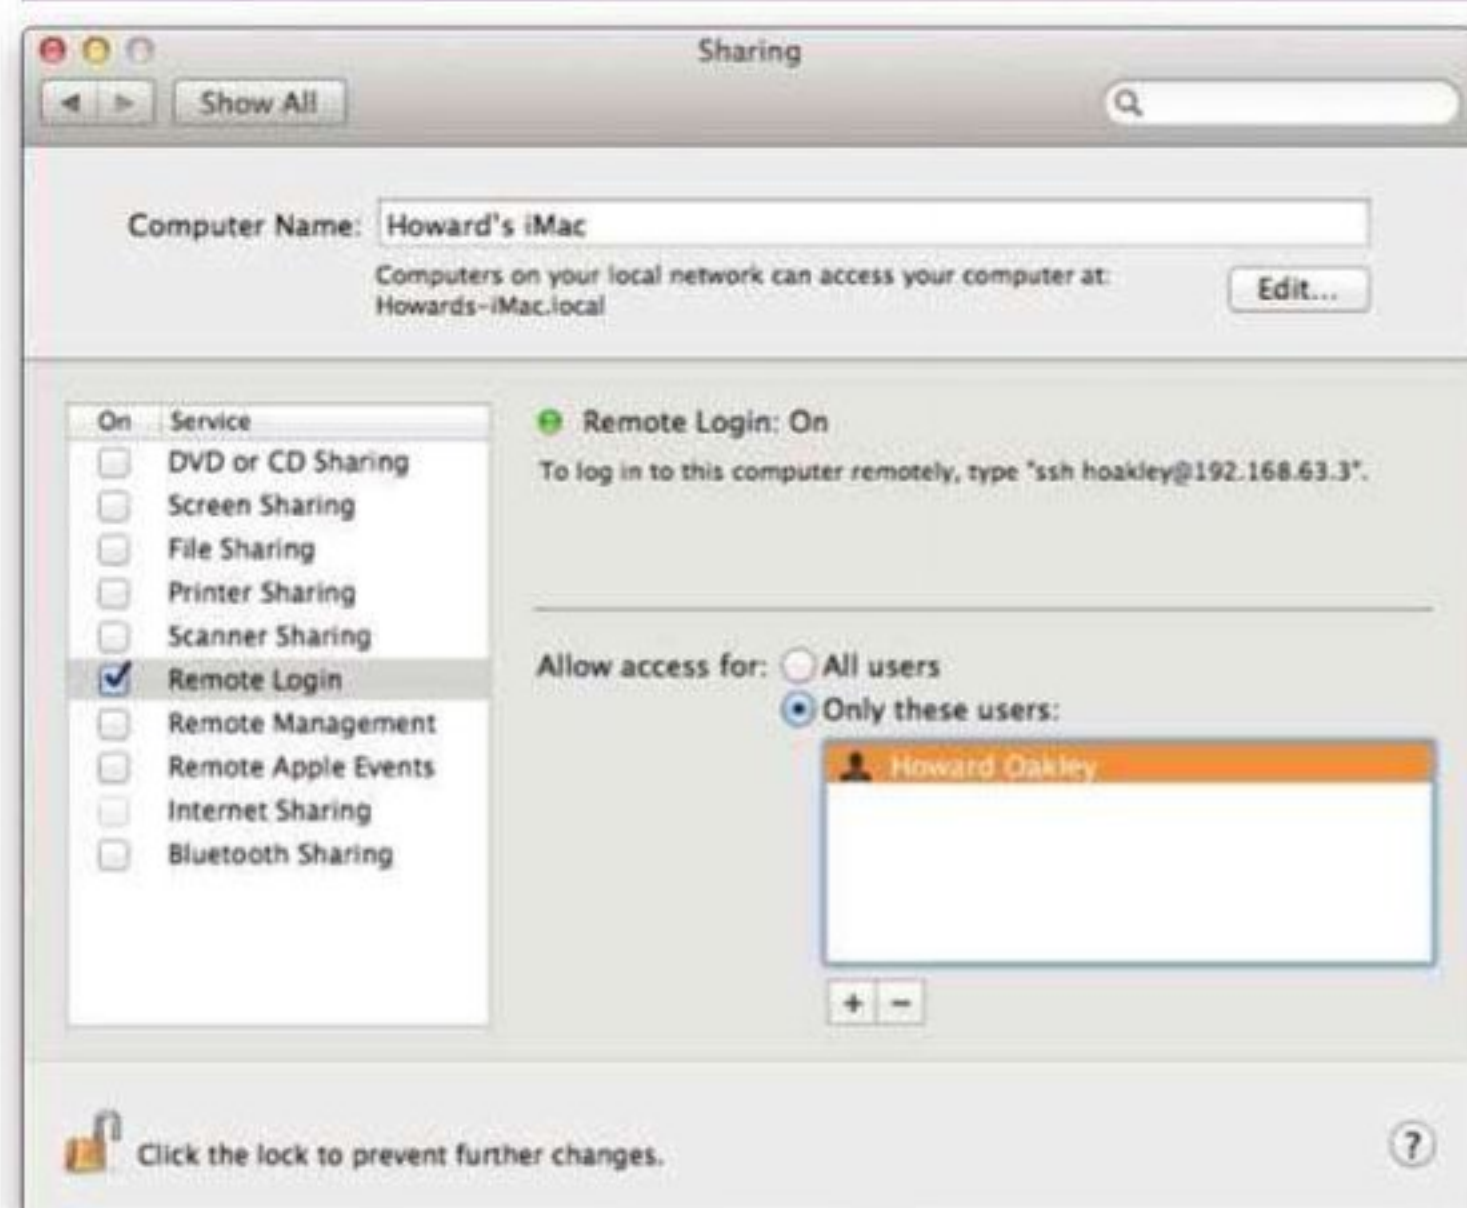 Sharing
Show All
Computer Name: Howard's iMac
Computers on your local network can access your computer at:
Howards-iMac.local
Edit...
On Service
DVD or CD Sharing
Screen Sharing
File Sharing
Printer Sharing
Scanner Sharing
Remote Login
Remote Management
Remote Apple Events
Internet Sharing
Bluetooth Sharing
Remote Login: On
To log in to this computer remotely, type "ssh hoakley@192.168.63.3".
Allow access for: All users
Only these users:
Howard Oakley
+ −
Click the lock to prevent further changes.
?